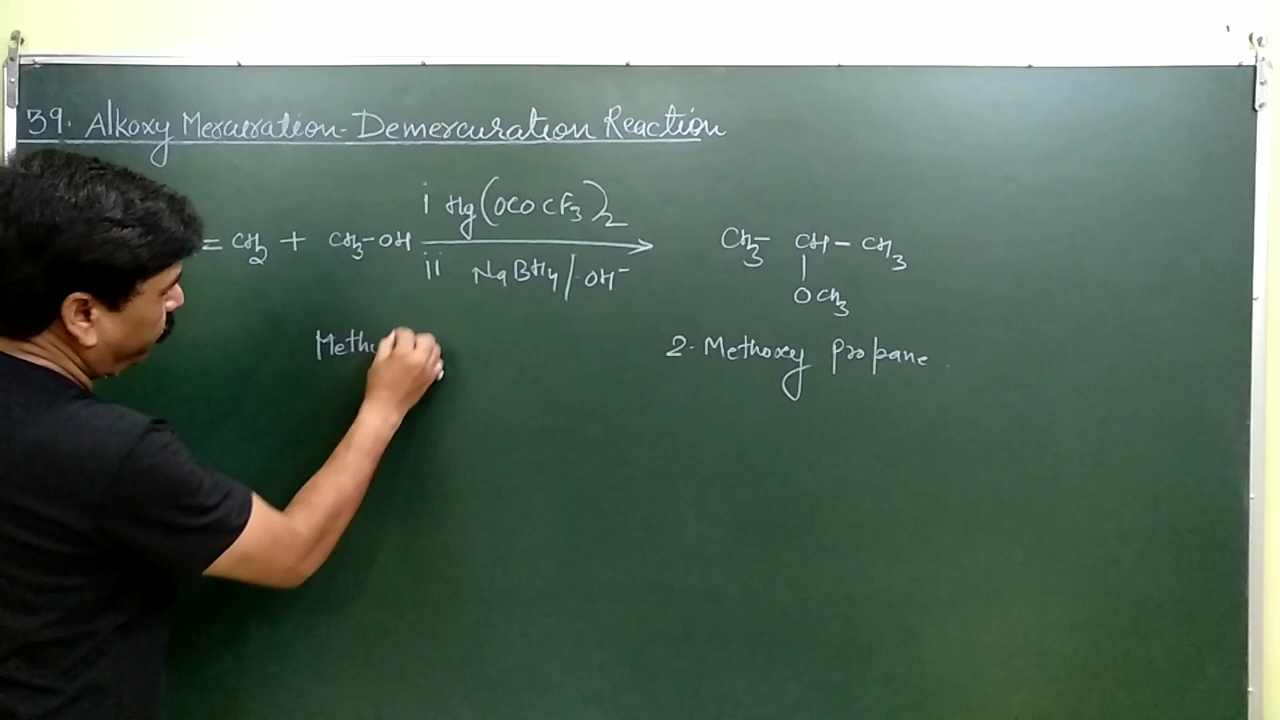 39. Alkoxy Mercuration-Demercuration Reaction
i Hg(OCOCF3)2
= CH2 + CH3-OH CH3- CH - CH3
ii NaBH4/OH-
OCH3
Metho 2-Methoxy Propane